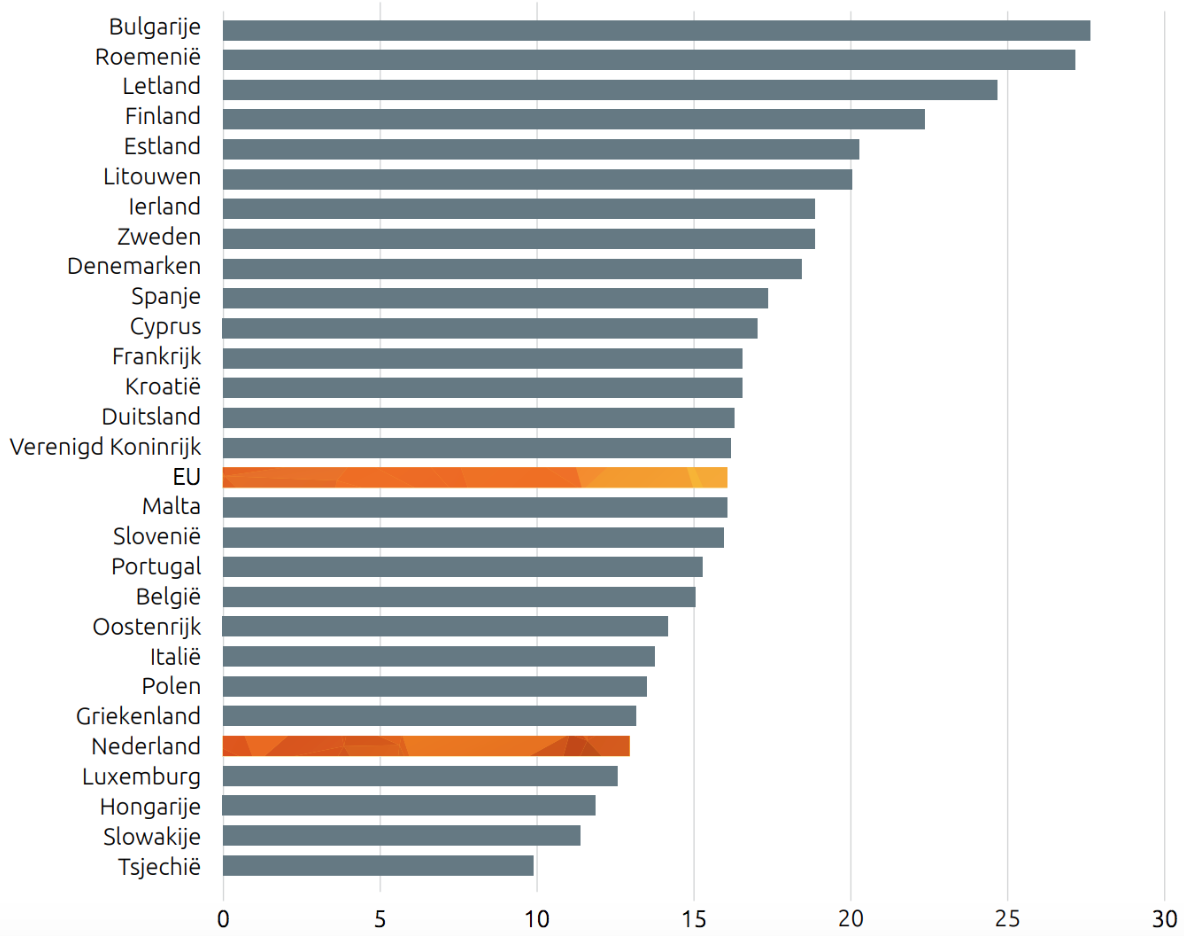 Bulgarije
Roemenië
Letland
Finland
Estland
Litouwen
Ierland
Zweden
Denemarken
Spanje
Cyprus
Frankrijk
Kroatië
Duitsland
Verenigd Koninrijk
EU
Malta
Slovenië
Portugal
België
Oostenrijk
Italië
Polen
Griekenland
Nederland
Luxemburg
Hongarije
Slowakije
Tsjechië
0 5 10 15 20 25 30